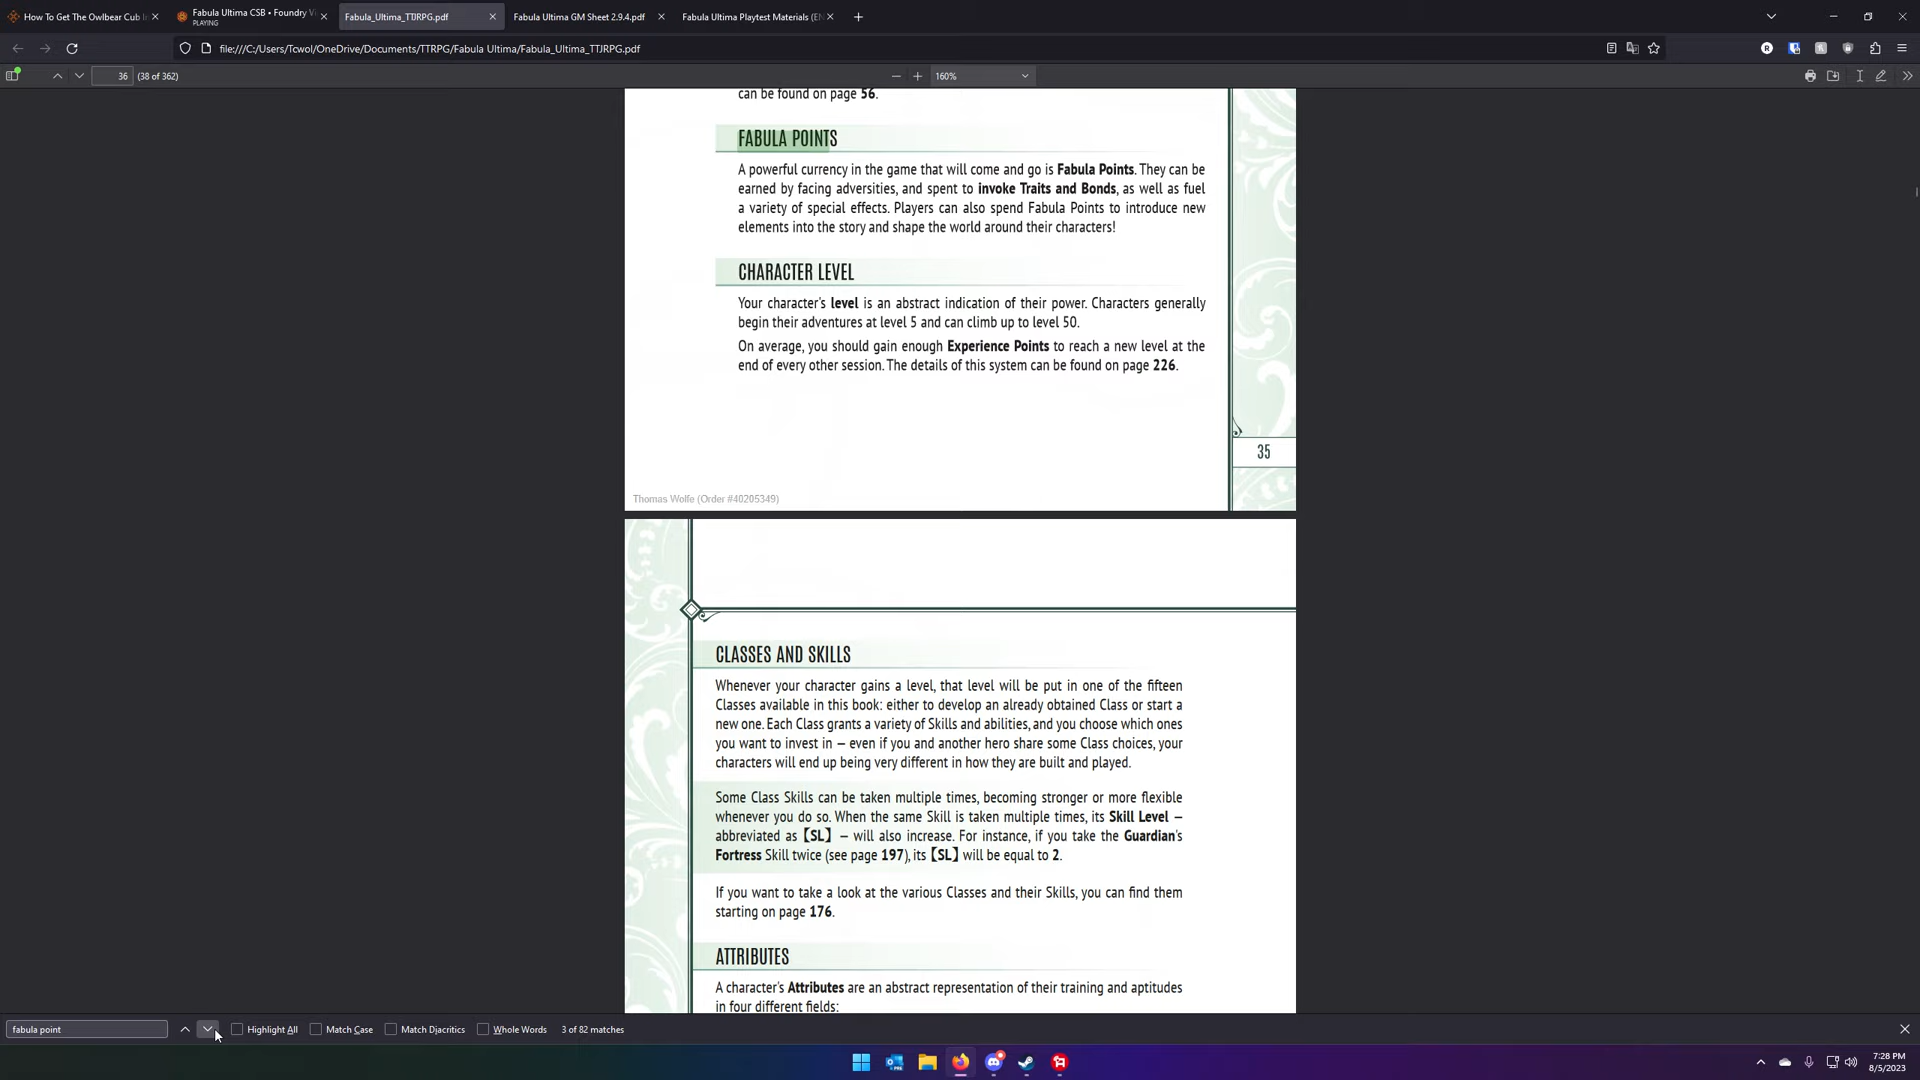 How To Get The Owlbear Cub I
Fabula Ultima CSB • Foundry Vi
PLAYING
Fabula_Ultima_TTJRPG.pdf
Fabula Ultima GM Sheet 2.9.4.pdf
Fabula Ultima Playtest Materials (EN
file:///C:/Users/Tcwol/OneDrive/Documents/TTRPG/Fabula Ultima/Fabula_Ultima_TTJRPG.pdf
36 (38 of 362)
160%
can be found on page 56.
FABULA POINTS
A powerful currency in the game that will come and go is Fabula Points. They can be
earned by facing adversities, and spent to invoke Traits and Bonds, as well as fuel
a variety of special effects. Players can also spend Fabula Points to introduce new
elements into the story and shape the world around their characters!
CHARACTER LEVEL
Your character's level is an abstract indication of their power. Characters generally
begin their adventures at level 5 and can climb up to level 50.
On average, you should gain enough Experience Points to reach a new level at the
end of every other session. The details of this system can be found on page 226.
35
Thomas Wolfe (Order #40205349)
CLASSES AND SKILLS
Whenever your character gains a level, that level will be put in one of the fifteen
Classes available in this book: either to develop an already obtained Class or start a
new one. Each Class grants a variety of Skills and abilities, and you choose which ones
you want to invest in — even if you and another hero share some Class choices, your
characters will end up being very different in how they are built and played.
Some Class Skills can be taken multiple times, becoming stronger or more flexible
whenever you do so. When the same Skill is taken multiple times, its Skill Level —
abbreviated as 【SL】 — will also increase. For instance, if you take the Guardian's
Fortress Skill twice (see page 197), its 【SL】 will be equal to 2.
If you want to take a look at the various Classes and their Skills, you can find them
starting on page 176.
ATTRIBUTES
A character's Attributes are an abstract representation of their training and aptitudes
in four different fields:
fabula point
Highlight All
Match Case
Match Diacritics
Whole Words
3 of 82 matches
7:28 PM
8/5/2023